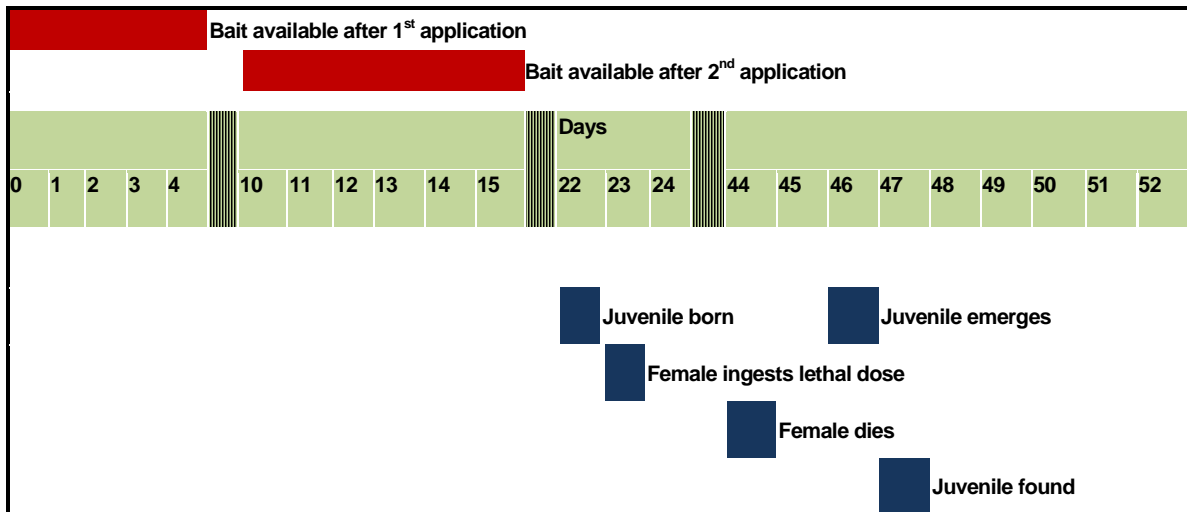 Bait available after 1st application
Bait available after 2nd application
Days
0 1 2 3 4 10 11 12 13 14 15 22 23 24 44 45 46 47 48 49 50 51 52
Juvenile born Juvenile emerges
Female ingests lethal dose
Female dies
Juvenile found